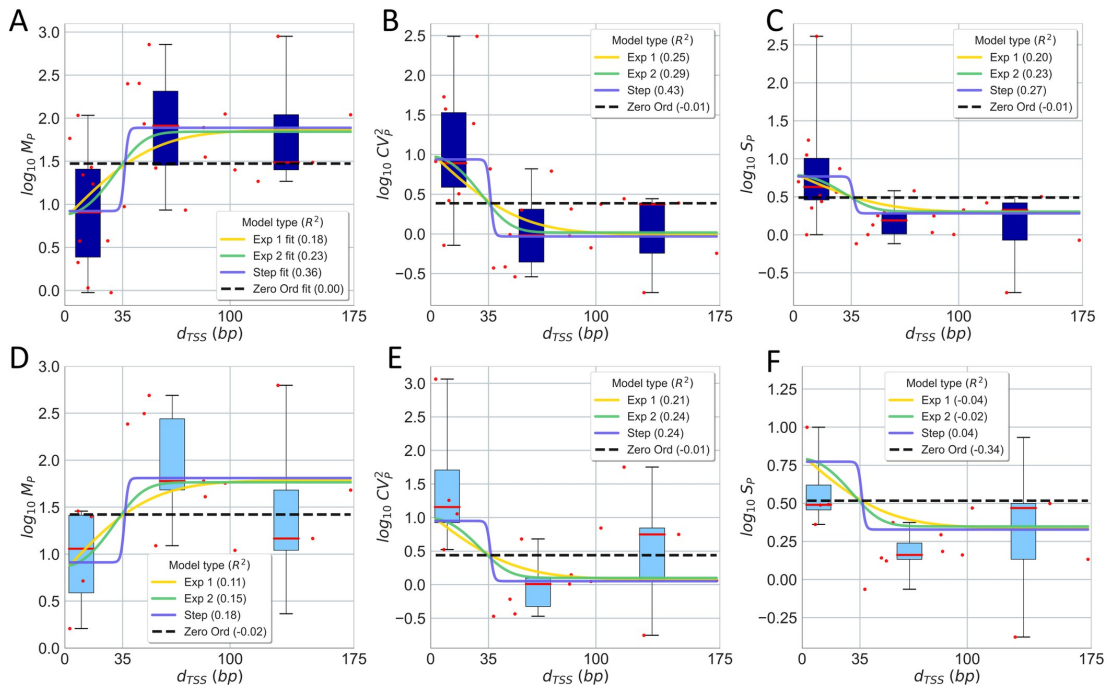 A
log10 MP
3.0
2.5
2.0
1.5
1.0
0.5
0.0
Model type (R²)
Exp 1 fit (0.18)
Exp 2 fit (0.23)
Step fit (0.36)
Zero Ord fit (0.00)
0 35 100 175
dTSS (bp)
B
log10 CV²P
2.5
2.0
1.5
1.0
0.5
0.0
−0.5
Model type (R²)
Exp 1 (0.25)
Exp 2 (0.29)
Step (0.43)
Zero Ord (-0.01)
0 35 100 175
dTSS (bp)
C
log10 SP
2.5
2.0
1.5
1.0
0.5
0.0
−0.5
Model type (R²)
Exp 1 (0.20)
Exp 2 (0.23)
Step (0.27)
Zero Ord (-0.01)
0 35 100 175
dTSS (bp)
D
log10 MP
3.0
2.5
2.0
1.5
1.0
0.5
0.0
Model type (R²)
Exp 1 (0.11)
Exp 2 (0.15)
Step (0.18)
Zero Ord (-0.02)
0 35 100 175
dTSS (bp)
E
log10 CV²P
3.0
2.5
2.0
1.5
1.0
0.5
0.0
−0.5
Model type (R²)
Exp 1 (0.21)
Exp 2 (0.24)
Step (0.24)
Zero Ord (-0.01)
0 35 100 175
dTSS (bp)
F
log10 SP
1.25
1.00
0.75
0.50
0.25
0.00
−0.25
Model type (R²)
Exp 1 (-0.04)
Exp 2 (-0.02)
Step (0.04)
Zero Ord (-0.34)
0 35 100 175
dTSS (bp)